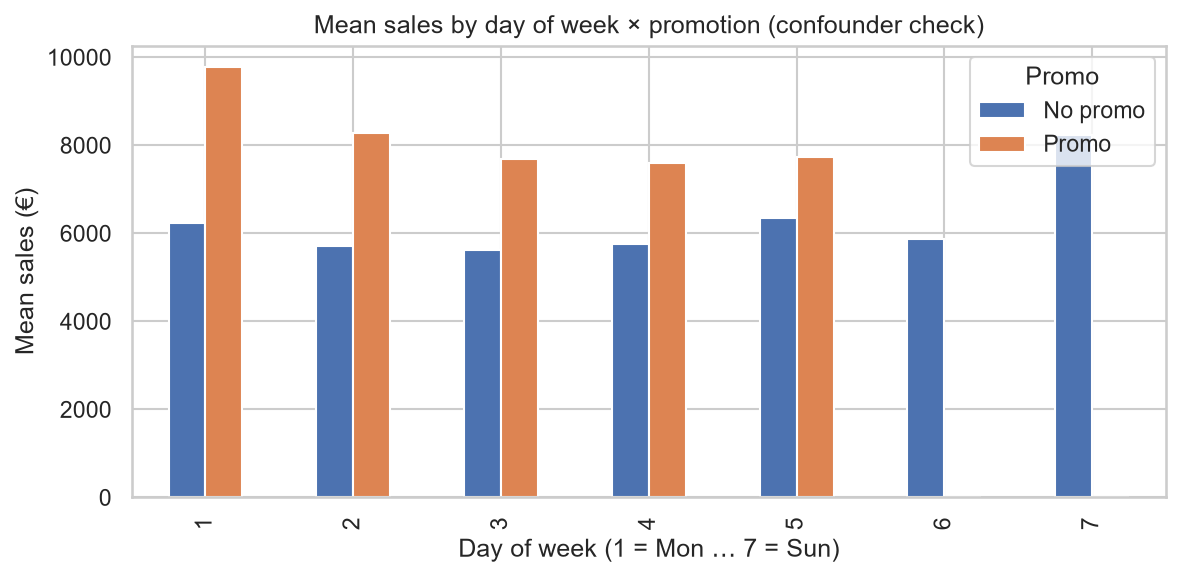 Mean sales by day of week × promotion (confounder check)
Mean sales (€)
10000
8000
6000
4000
2000
0
Promo
No promo
Promo
1 2 3 4 5 6 7
Day of week (1 = Mon … 7 = Sun)